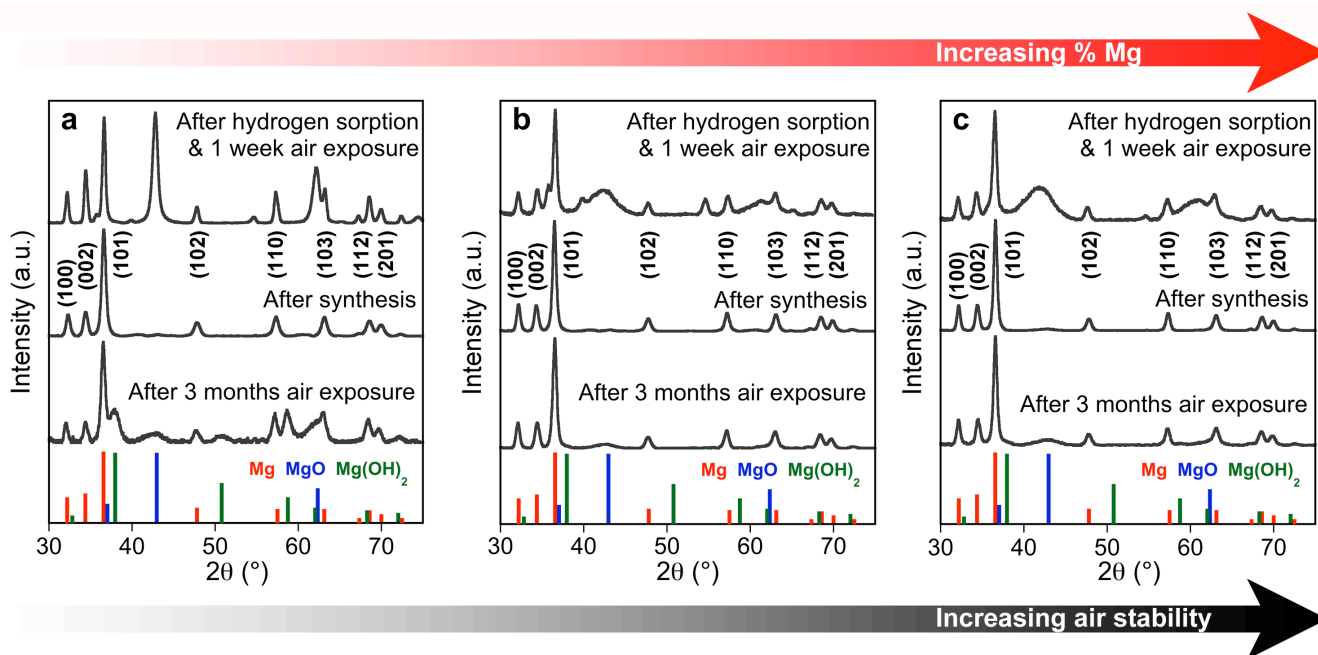 Increasing % Mg
a
After hydrogen sorption
& 1 week air exposure
(100) (002) (101) (102) (110) (103) (112) (201)
After synthesis
After 3 months air exposure
Mg MgO Mg(OH)₂
30 40 50 60 70
2θ (°)
Intensity (a.u.)
b
After hydrogen sorption
& 1 week air exposure
(100) (002) (101) (102) (110) (103) (112) (201)
After synthesis
After 3 months air exposure
Mg MgO Mg(OH)₂
30 40 50 60 70
2θ (°)
Intensity (a.u.)
c
After hydrogen sorption
& 1 week air exposure
(100) (002) (101) (102) (110) (103) (112) (201)
After synthesis
After 3 months air exposure
Mg MgO Mg(OH)₂
30 40 50 60 70
2θ (°)
Intensity (a.u.)
Increasing air stability